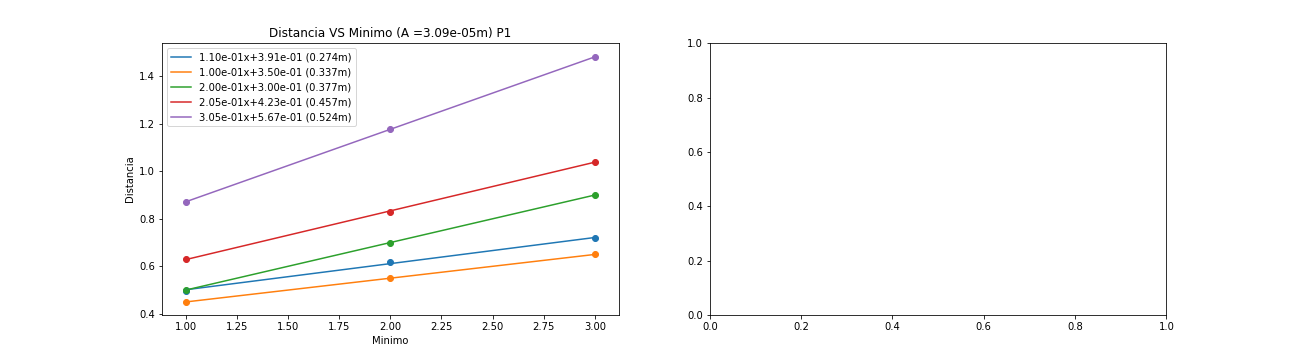 Distancia VS Minimo (A =3.09e-05m) P1
1.10e-01x+3.91e-01 (0.274m)
1.00e-01x+3.50e-01 (0.337m)
2.00e-01x+3.00e-01 (0.377m)
2.05e-01x+4.23e-01 (0.457m)
3.05e-01x+5.67e-01 (0.524m)
Distancia
1.4
1.2
1.0
0.8
0.6
0.4
1.00 1.25 1.50 1.75 2.00 2.25 2.50 2.75 3.00
Minimo
1.0
0.8
0.6
0.4
0.2
0.0
0.0 0.2 0.4 0.6 0.8 1.0